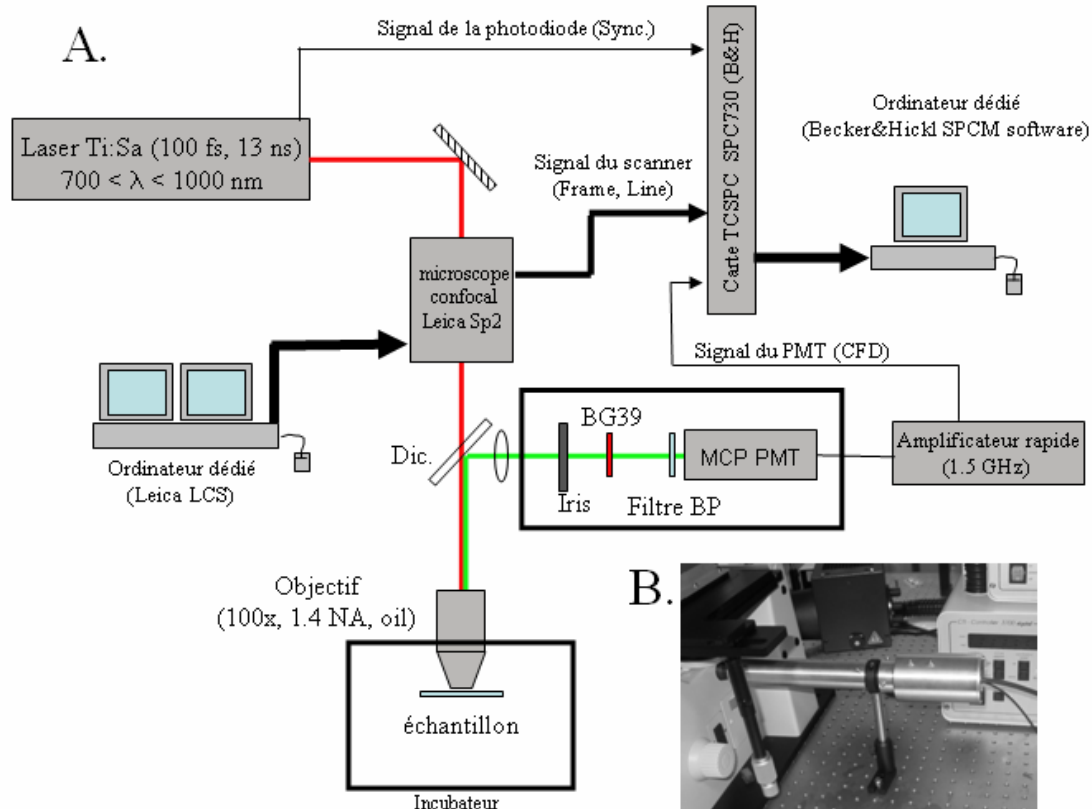 A.
Signal de la photodiode (Sync.)
Laser Ti:Sa (100 fs, 13 ns)
700 < λ < 1000 nm
Carte TCSPC SPC730 (B&H)
Ordinateur dédié
(Becker&Hickl SPCM software)
Signal du scanner
(Frame, Line)
microscope
confocal
Leica Sp2
Signal du PMT (CFD)
Ordinateur dédié
(Leica LCS)
Dic.
BG39
Iris
Filtre BP
MCP PMT
Amplificateur rapide
(1.5 GHz)
Objectif
(100x, 1.4 NA, oil)
échantillon
Incubateur
B.